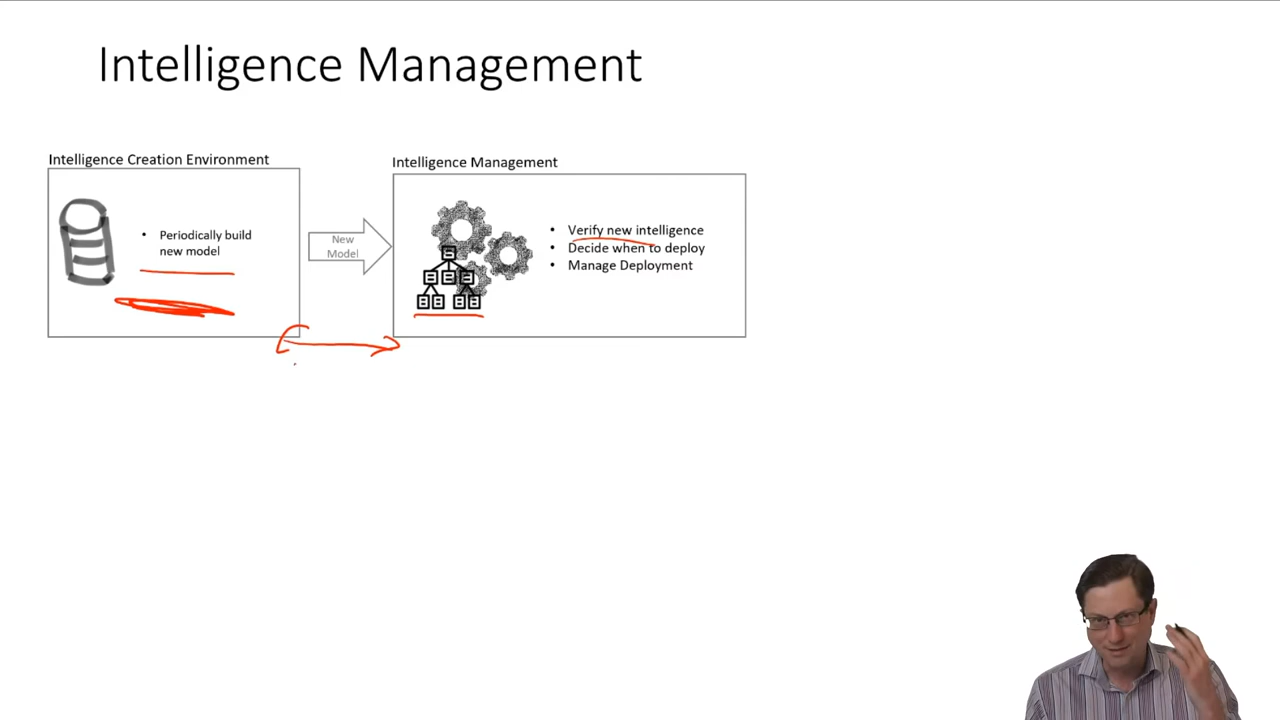 Intelligence Management
Intelligence Creation Environment
• Periodically build
new model
New
Model
Intelligence Management
• Verify new intelligence
• Decide when to deploy
• Manage Deployment